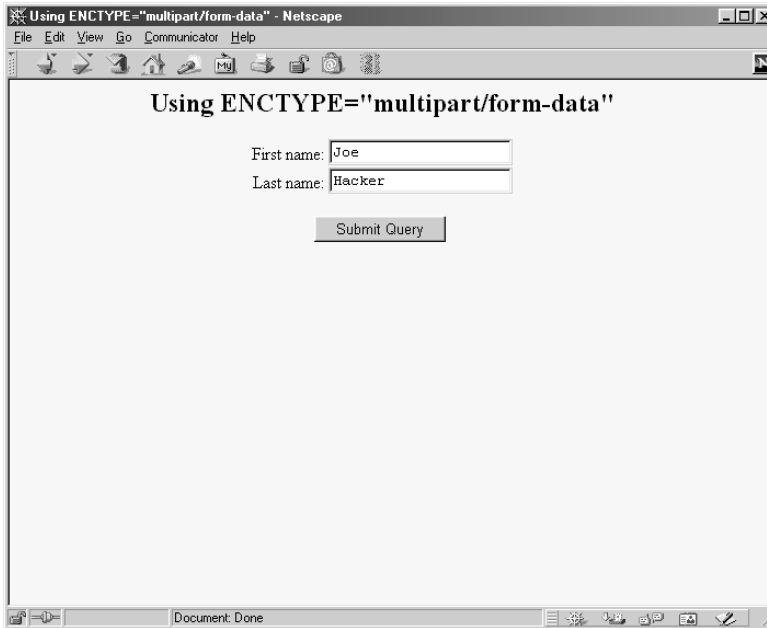 Using ENCTYPE="multipart/form-data" - Netscape
File Edit View Go Communicator Help
My
N
Using ENCTYPE="multipart/form-data"
First name: Joe
Last name: Hacker
Submit Query
Document: Done